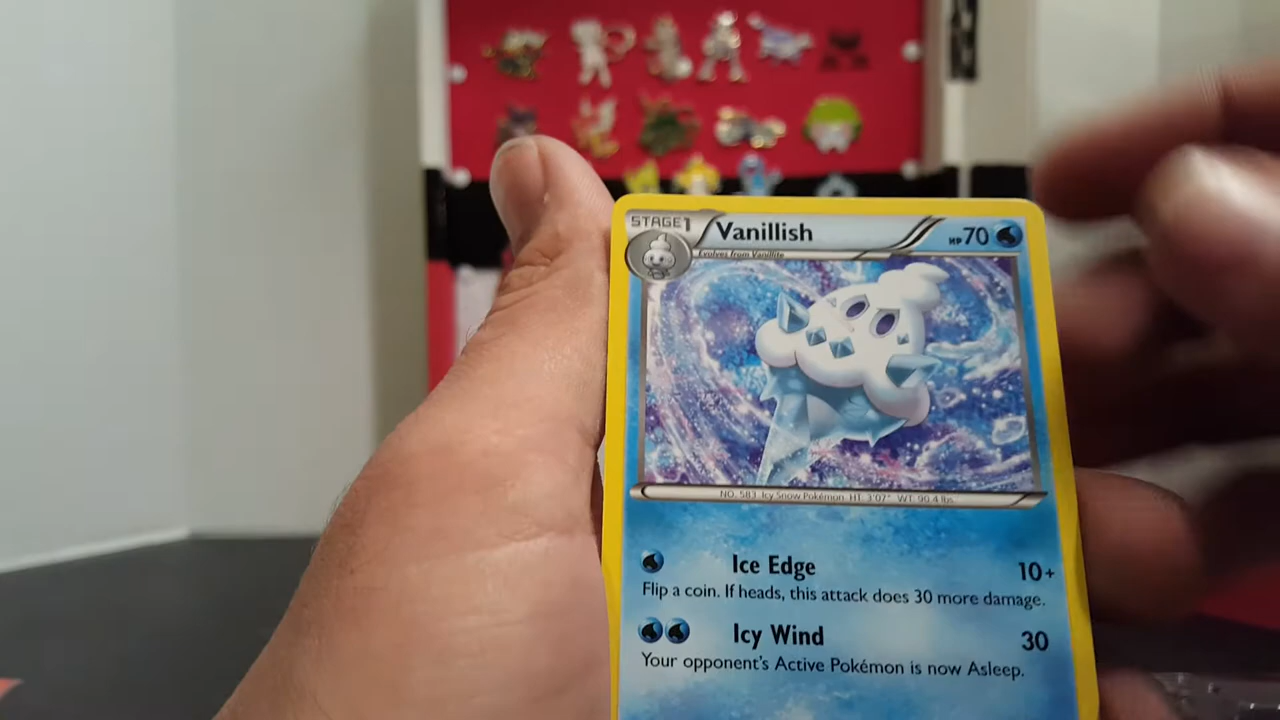 STAGE1
Vanillish
HP70
Evolves from Vanillite
NO. 583 Icy Snow Pokémon HT. 3'07" WT. 90.4 lbs.
Ice Edge 10+
Flip a coin. If heads, this attack does 30 more damage.
Icy Wind 30
Your opponent's Active Pokémon is now Asleep.